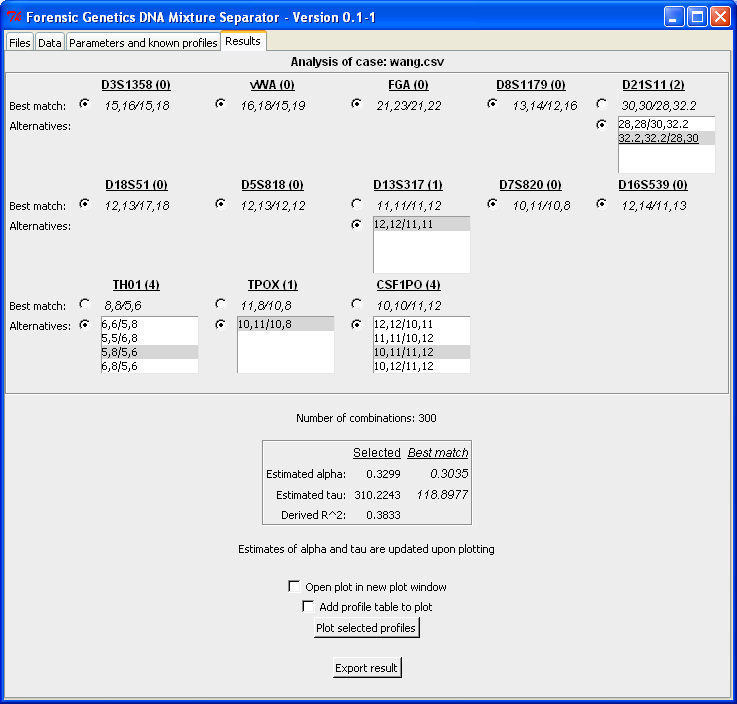 Forensic Genetics DNA Mixture Separator - Version 0.1-1
Files Data Parameters and known profiles Results
Analysis of case: wang.csv
D3S1358 (0) vWA (0) FGA (0) D8S1179 (0) D21S11 (2)
Best match: 15,16/15,18 16,18/15,19 21,23/21,22 13,14/12,16 30,30/28,32.2
Alternatives: 28,28/30,32.2
32.2,32.2/28,30
D18S51 (0) D5S818 (0) D13S317 (1) D7S820 (0) D16S539 (0)
Best match: 12,13/17,18 12,13/12,12 11,11/11,12 10,11/10,8 12,14/11,13
Alternatives: 12,12/11,11
TH01 (4) TPOX (1) CSF1PO (4)
Best match: 8,8/5,6 11,8/10,8 10,10/11,12
Alternatives: 6,6/5,8 10,11/10,8 12,12/10,11
5,5/6,8 11,11/10,12
5,8/5,6 10,11/11,12
6,8/5,6 10,12/11,12
Number of combinations: 300
Selected Best match
Estimated alpha: 0.3299 0.3035
Estimated tau: 310.2243 118.8977
Derived R^2: 0.3833
Estimates of alpha and tau are updated upon plotting
Open plot in new plot window
Add profile table to plot
Plot selected profiles
Export result